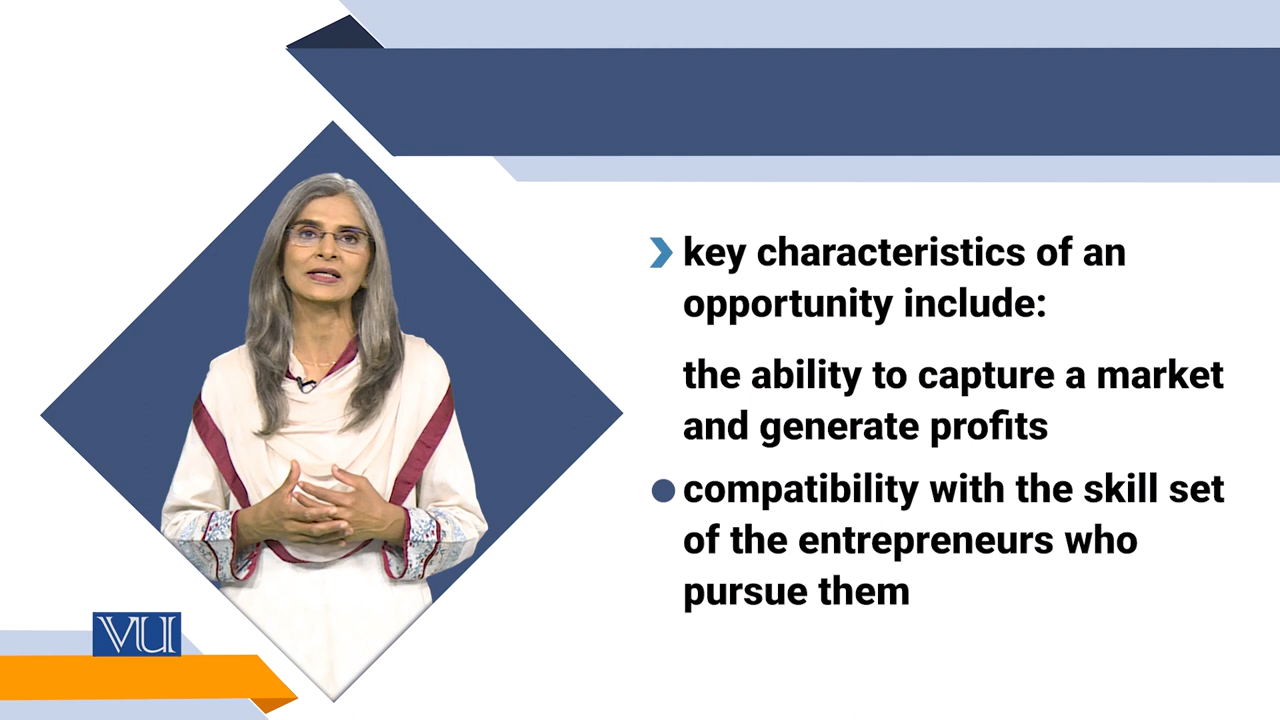 key characteristics of an
opportunity include:
the ability to capture a market
and generate profits
compatibility with the skill set
of the entrepreneurs who
pursue them
VU